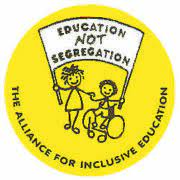 EDUCATION
NOT
SEGREGATION
THE ALLIANCE FOR INCLUSIVE EDUCATION